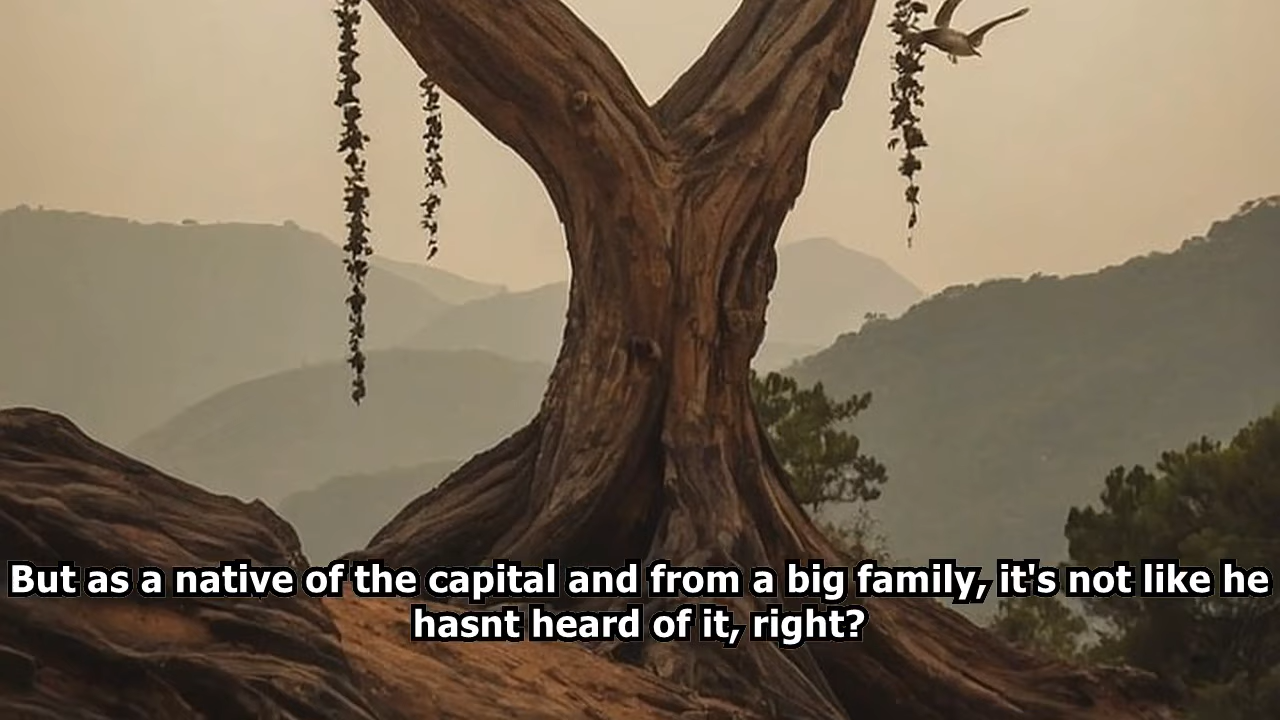 But as a native of the capital and from a big family, it's not like he
hasnt heard of it, right?